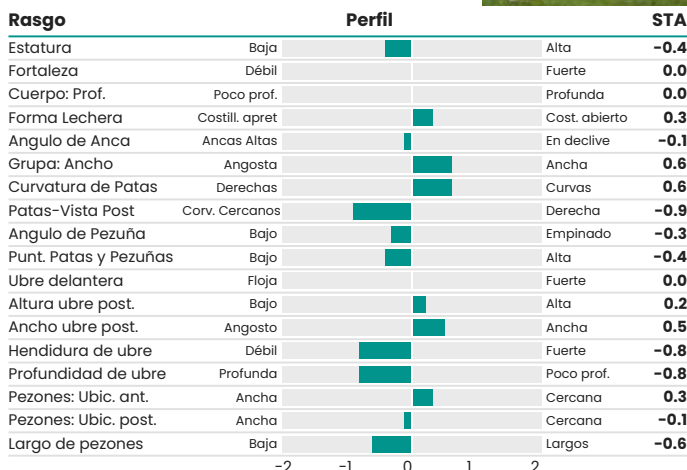 Rasgo Perfil STA
Estatura Baja Alta -0.4
Fortaleza Débil Fuerte 0.0
Cuerpo: Prof. Poco prof. Profunda 0.0
Forma Lechera Costill. apret Cost. abierto 0.3
Angulo de Anca Ancas Altas En declive -0.1
Grupa: Ancho Angosta Ancha 0.6
Curvatura de Patas Derechas Curvas 0.6
Patas-Vista Post Corv. Cercanos Derecha -0.9
Angulo de Pezuña Bajo Empinado -0.3
Punt. Patas y Pezuñas Bajo Alta -0.4
Ubre delantera Floja Fuerte 0.0
Altura ubre post. Bajo Alta 0.2
Ancho ubre post. Angosto Ancha 0.5
Hendidura de ubre Débil Fuerte -0.8
Profundidad de ubre Profunda Poco prof. -0.8
Pezones: Ubic. ant. Ancha Cercana 0.3
Pezones: Ubic. post. Ancha Cercana -0.1
Largo de pezones Baja Largos -0.6
-2 -1 0 1 2